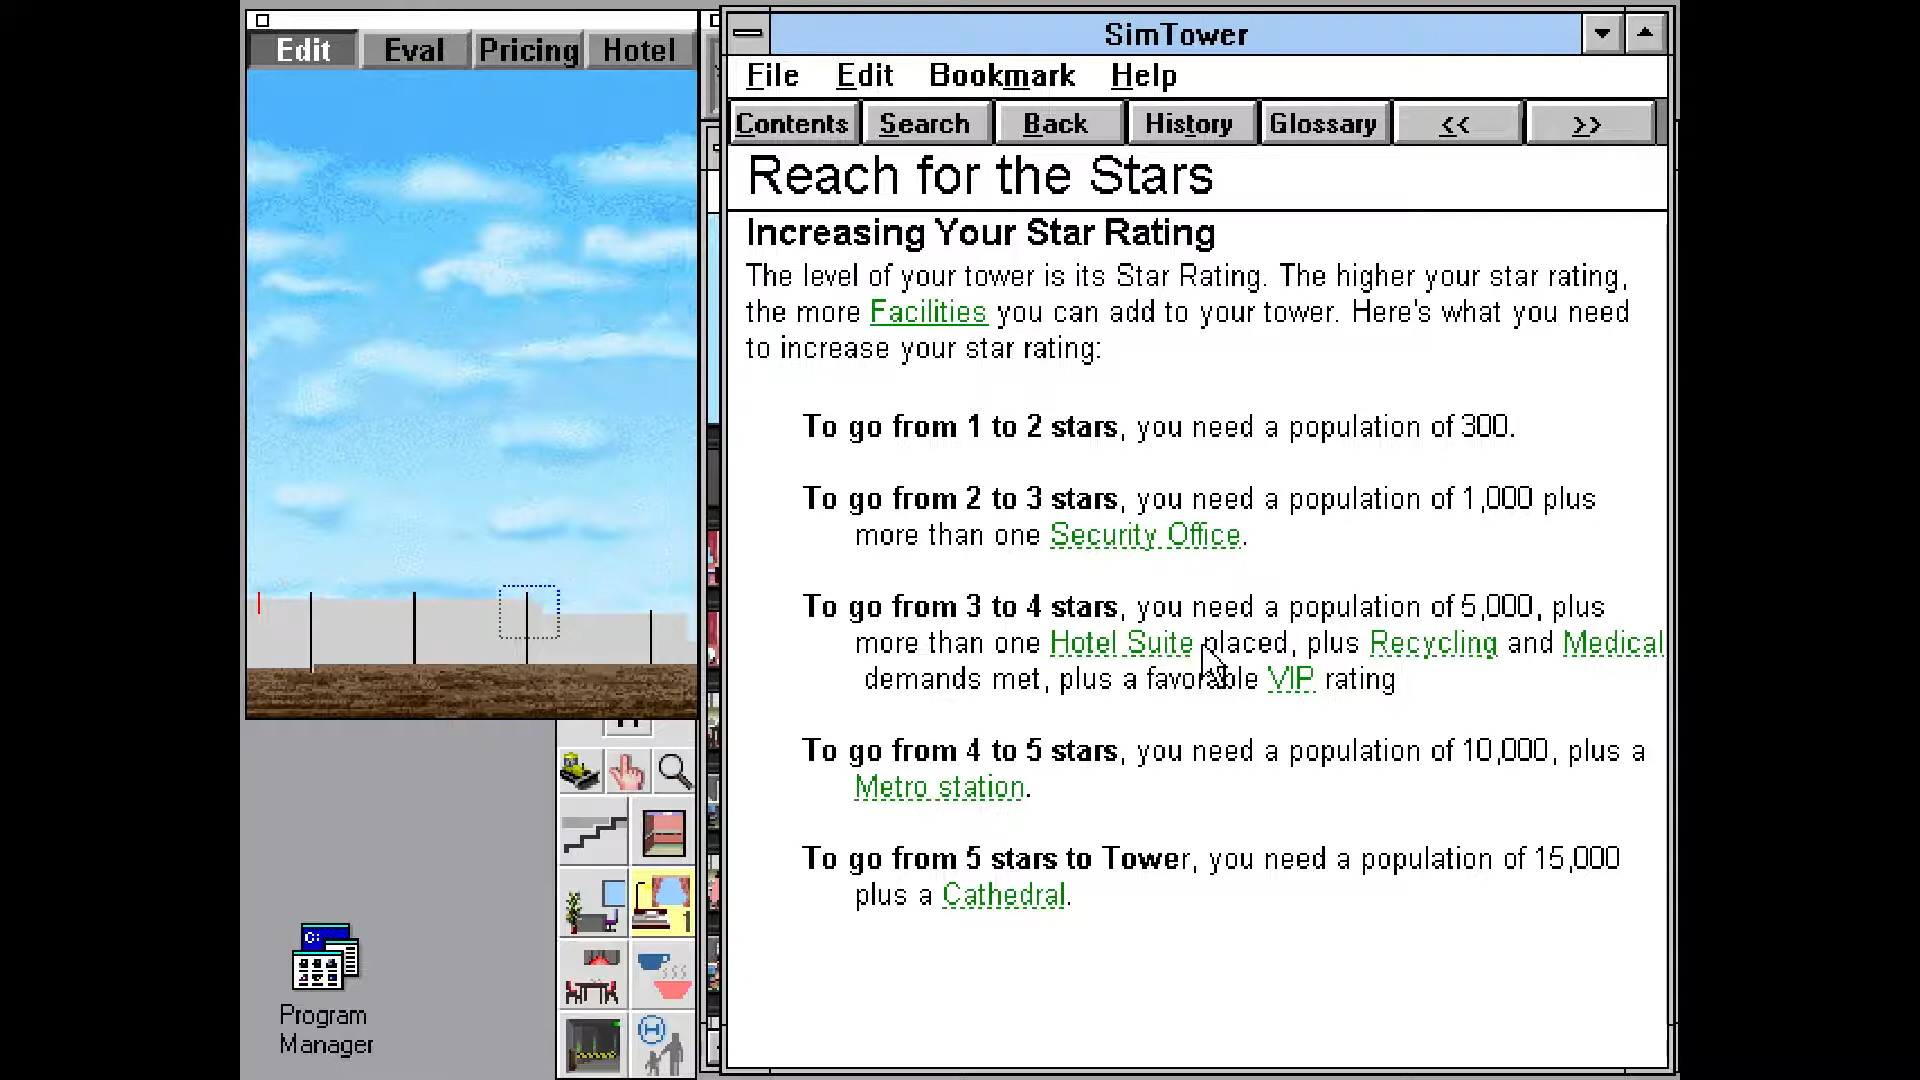 Edit Eval Pricing Hotel
SimTower
File Edit Bookmark Help
Contents Search Back History Glossary << >>
Reach for the Stars
Increasing Your Star Rating
The level of your tower is its Star Rating. The higher your star rating,
the more Facilities you can add to your tower. Here's what you need
to increase your star rating:
To go from 1 to 2 stars, you need a population of 300.
To go from 2 to 3 stars, you need a population of 1,000 plus
more than one Security Office.
To go from 3 to 4 stars, you need a population of 5,000, plus
more than one Hotel Suite placed, plus Recycling and Medical
demands met, plus a favorable VIP rating
To go from 4 to 5 stars, you need a population of 10,000, plus a
Metro station.
To go from 5 stars to Tower, you need a population of 15,000
plus a Cathedral.
C:\
1
H
Program
Manager